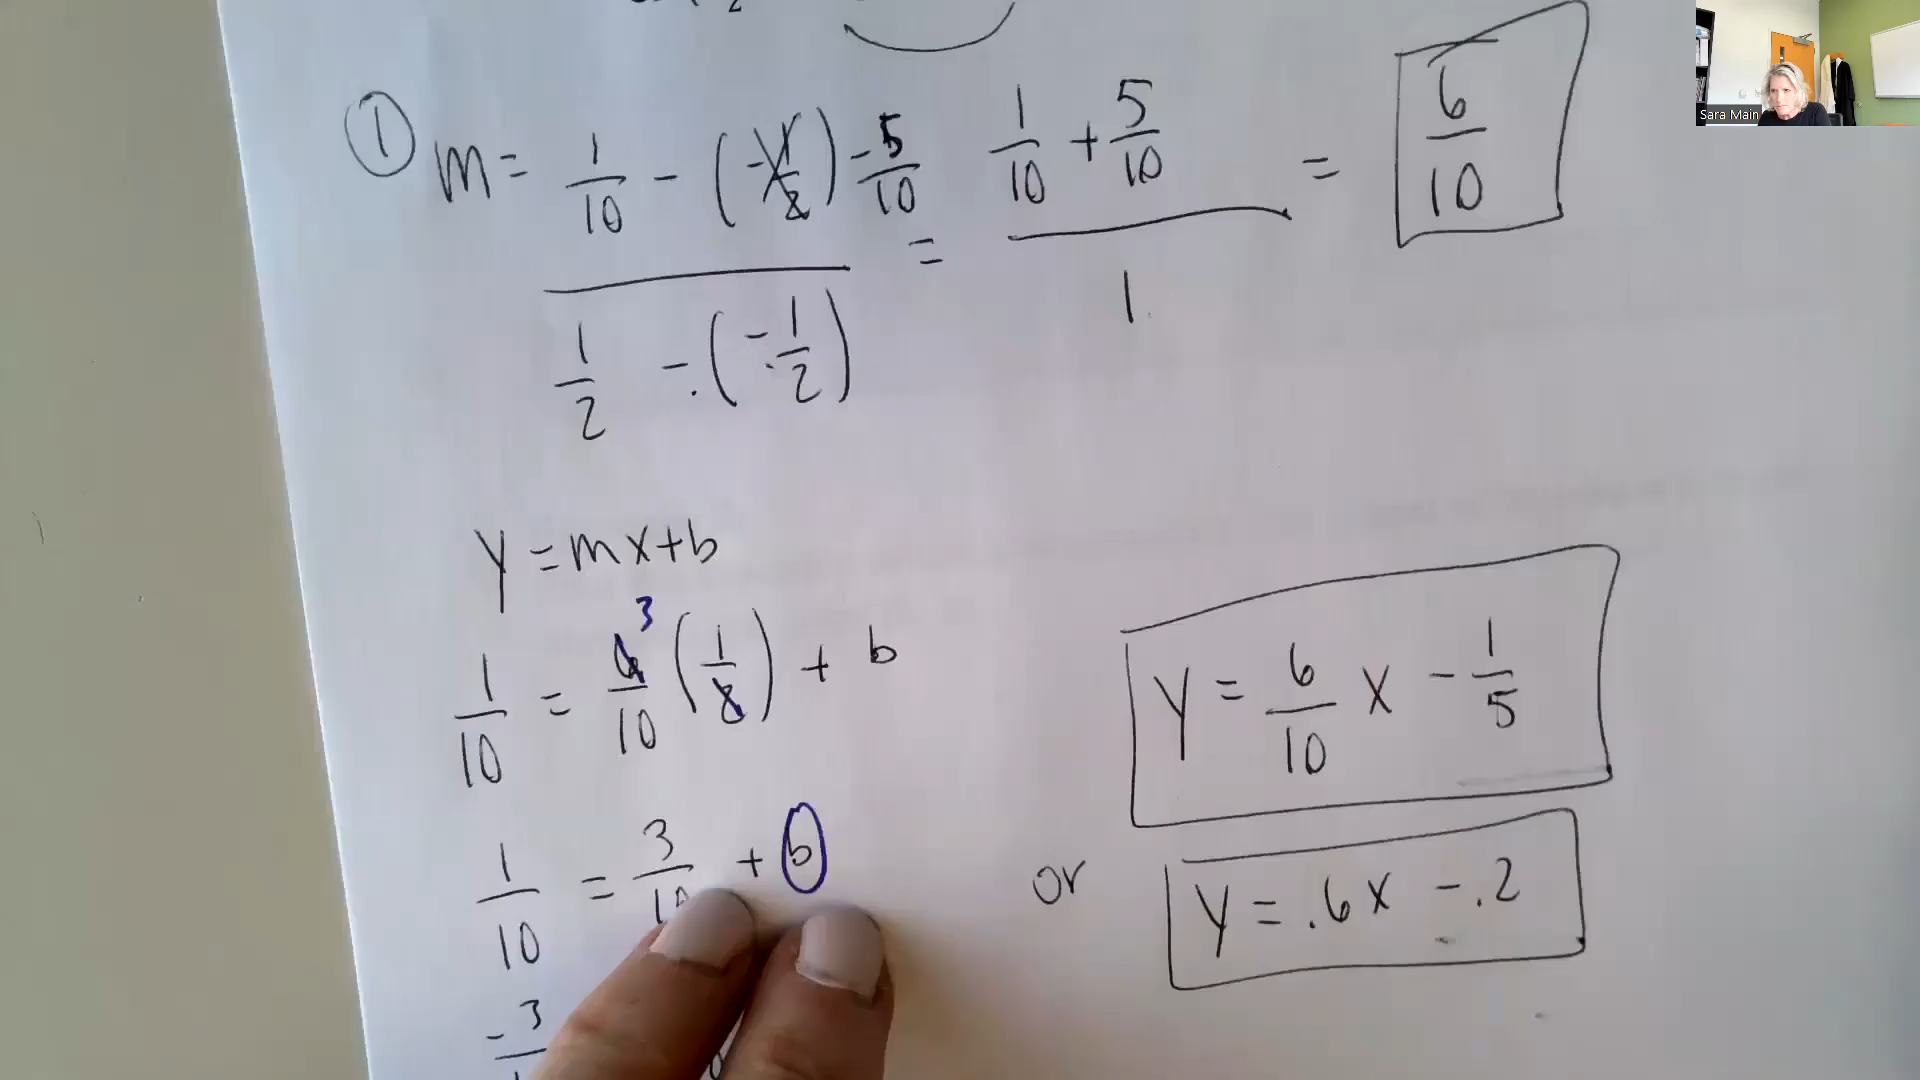 2
① m = 1/10 - (-1/2) -5/10 = (1/10 + 5/10)/1 = 6/10
1/2 - (-1/2)
y = mx + b
3
1/10 = 6/10 (1/2) + b
y = 6/10 x - 1/5
1/10 = 3/10 + b
or y = .6x - .2
-3
Sara Main